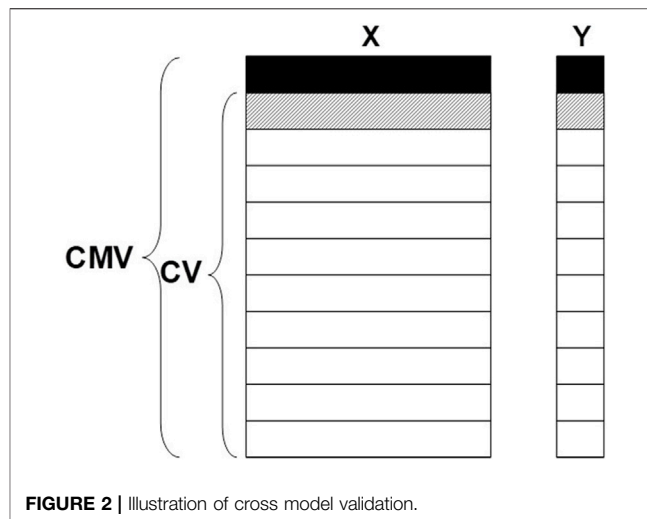 X Y
CMV CV
FIGURE 2 | Illustration of cross model validation.